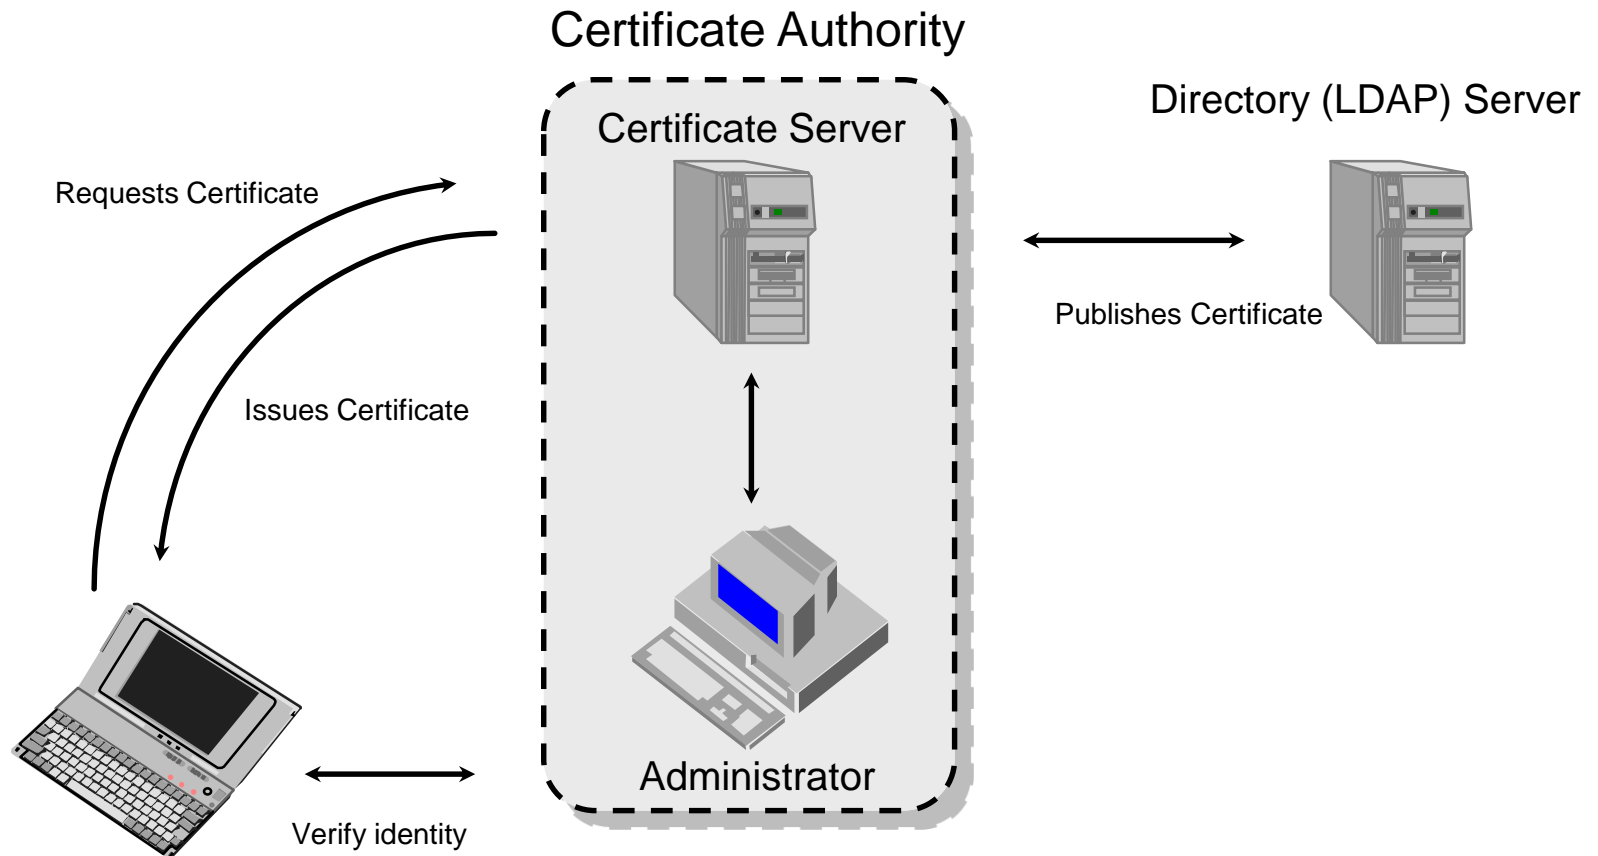 Certificate Authority
Directory (LDAP) Server
Certificate Server
Requests Certificate
Publishes Certificate
Issues Certificate
Administrator
Verify identity